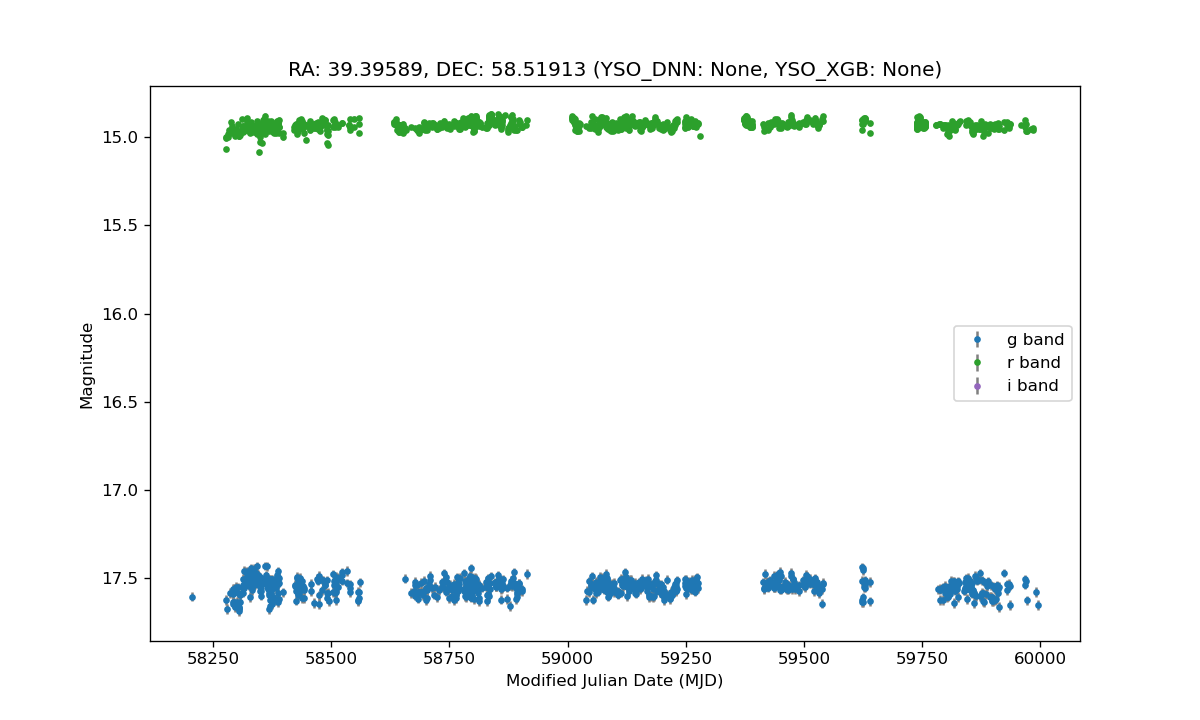 RA: 39.39589, DEC: 58.51913 (YSO_DNN: None, YSO_XGB: None)
15.0
15.5
16.0
16.5
17.0
17.5
Magnitude
g band
r band
i band
58250 58500 58750 59000 59250 59500 59750 60000
Modified Julian Date (MJD)